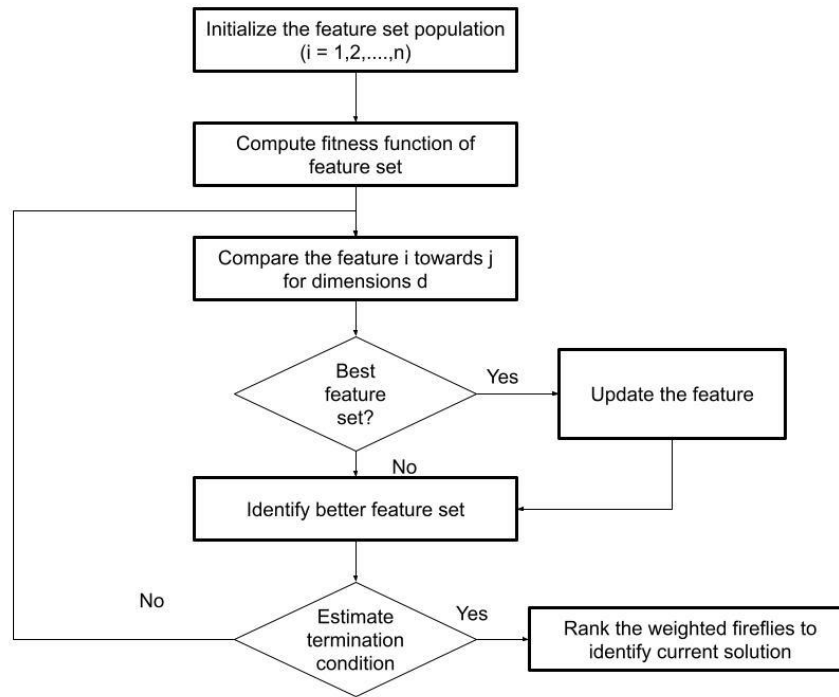 Initialize the feature set population
(i = 1,2,....,n)
Compute fitness function of
feature set
Compare the feature i towards j
for dimensions d
Best
feature
set?
Yes
Update the feature
No
Identify better feature set
No
Estimate
termination
condition
Yes
Rank the weighted fireflies to
identify current solution